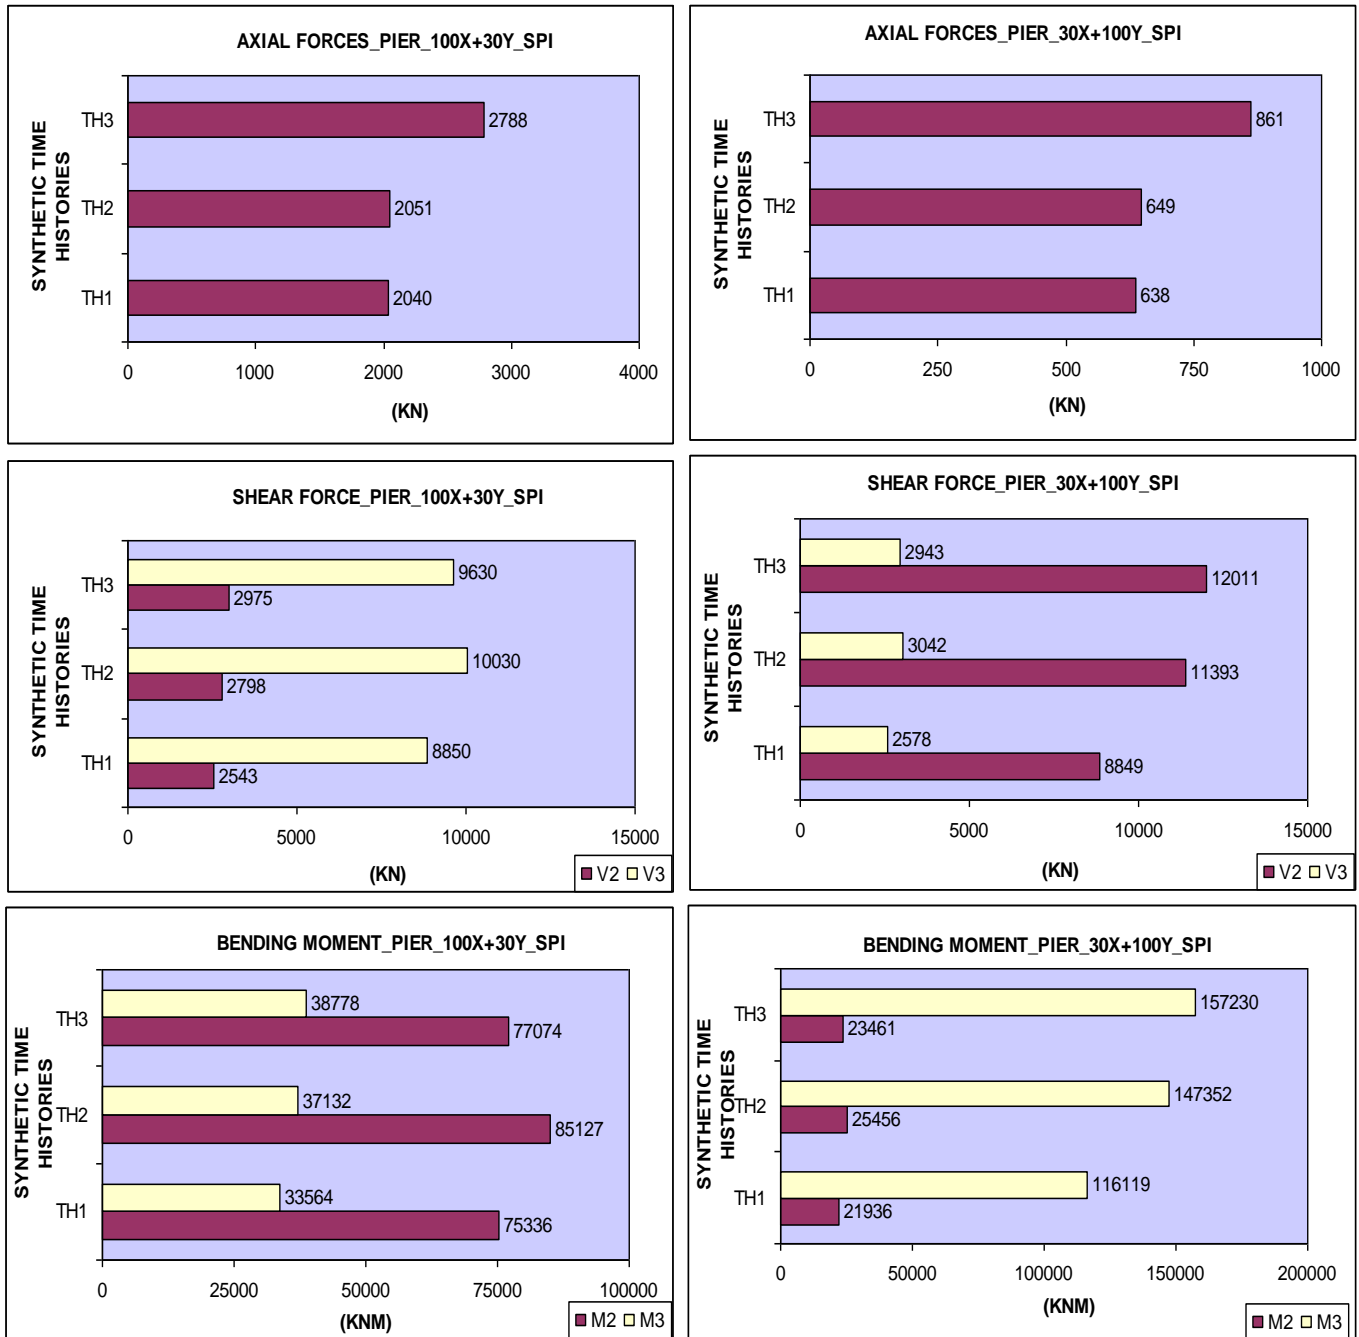 AXIAL FORCES_PIER_100X+30Y_SPI
SYNTHETIC TIME
HISTORIES
TH3
2788
TH2
2051
TH1
2040
0 1000 2000 3000 4000
(KN)
AXIAL FORCES_PIER_30X+100Y_SPI
SYNTHETIC TIME
HISTORIES
TH3
861
TH2
649
TH1
638
0 250 500 750 1000
(KN)
SHEAR FORCE_PIER_100X+30Y_SPI
SYNTHETIC TIME
HISTORIES
TH3
9630
2975
TH2
10030
2798
TH1
8850
2543
0 5000 10000 15000
(KN)
V2 V3
SHEAR FORCE_PIER_30X+100Y_SPI
SYNTHETIC TIME
HISTORIES
TH3
2943
12011
TH2
3042
11393
TH1
2578
8849
0 5000 10000 15000
(KN)
V2 V3
BENDING MOMENT_PIER_100X+30Y_SPI
SYNTHETIC TIME
HISTORIES
TH3
38778
77074
TH2
37132
85127
TH1
33564
75336
0 25000 50000 75000 100000
(KNM)
M2 M3
BENDING MOMENT_PIER_30X+100Y_SPI
SYNTHETIC TIME
HISTORIES
TH3
157230
23461
TH2
147352
25456
TH1
116119
21936
0 50000 100000 150000 200000
(KNM)
M2 M3